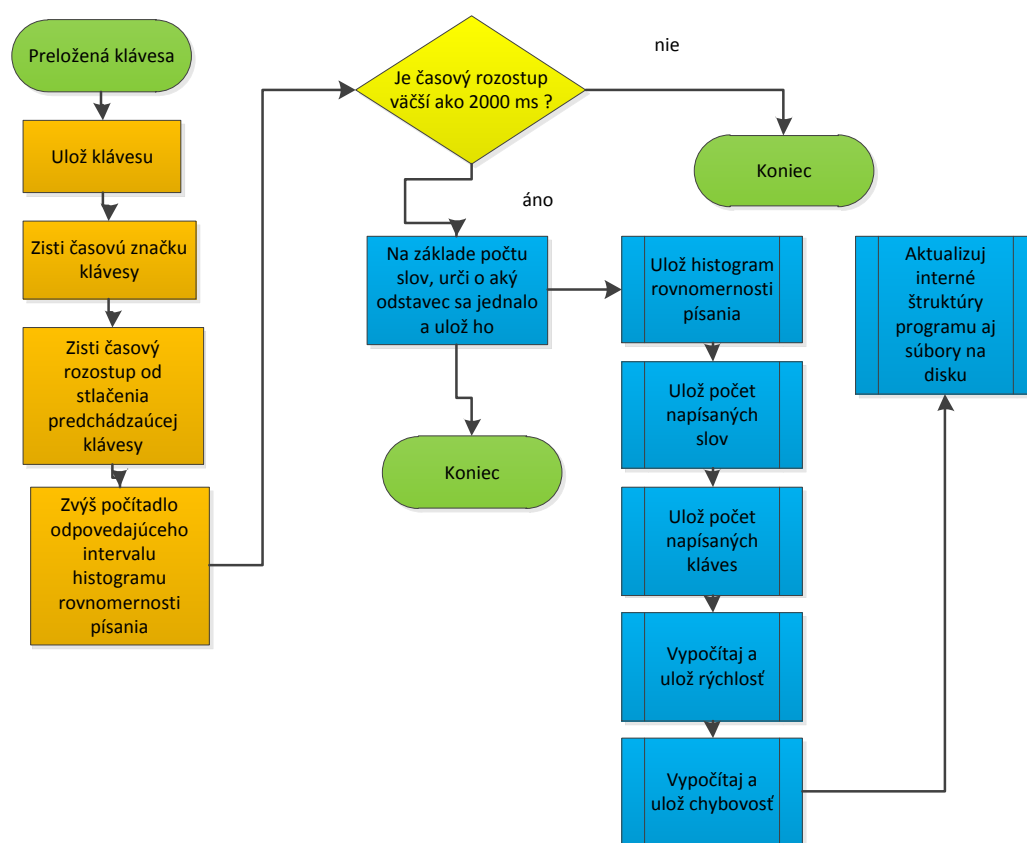 Preložená klávesa
Ulož klávesu
Zisti časovú značku
klávesy
Zisti časový
rozostup od
stlačenia
predchádzaúcej
klávesy
Zvýš počítadlo
odpovedajúceho
intervalu
histogramu
rovnomernosti
písania
Je časový rozostup
väčší ako 2000 ms ?
nie
Koniec
áno
Na základe počtu
slov, urči o aký
odstavec sa jednalo
a ulož ho
Koniec
Ulož histogram
rovnomernosti
písania
Ulož počet
napísaných
slov
Ulož počet
napísaných
kláves
Vypočítaj a
ulož rýchlosť
Vypočítaj a
ulož chybovosť
Aktualizuj
interné
štruktúry
programu aj
súbory na
disku